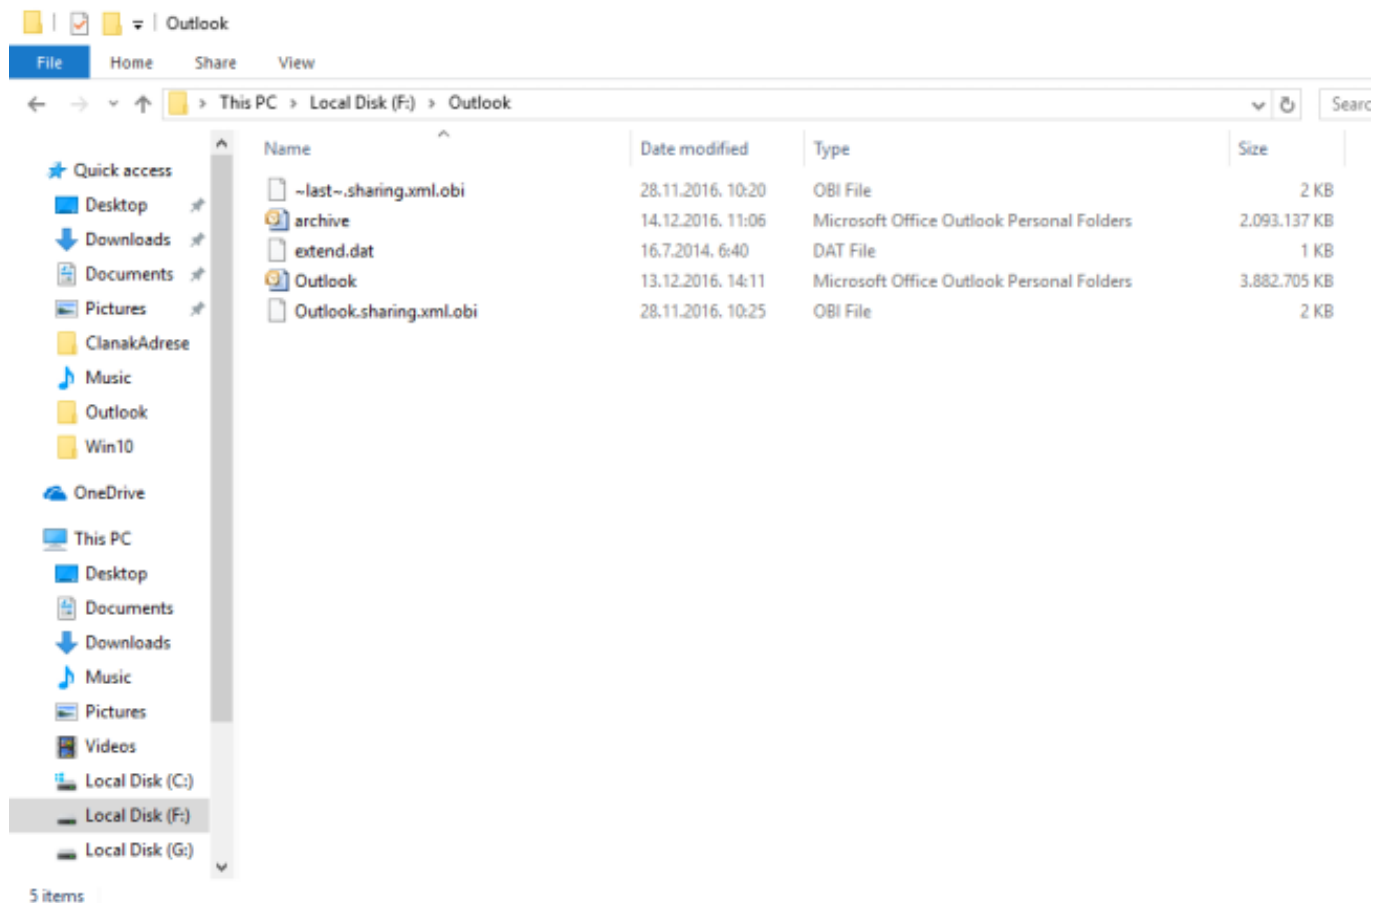 Outlook
File Home Share View
This PC > Local Disk (F:) > Outlook
Name Date modified Type Size
~last~.sharing.xml.obi 28.11.2016. 10:20 OBI File 2 KB
archive 14.12.2016. 11:06 Microsoft Office Outlook Personal Folders 2.093.137 KB
extend.dat 16.7.2014. 6:40 DAT File 1 KB
Outlook 13.12.2016. 14:11 Microsoft Office Outlook Personal Folders 3.882.705 KB
Outlook.sharing.xml.obi 28.11.2016. 10:25 OBI File 2 KB
Quick access
Desktop
Downloads
Documents
Pictures
ClanakAdrese
Music
Outlook
Win10
OneDrive
This PC
Desktop
Documents
Downloads
Music
Pictures
Videos
Local Disk (C:)
Local Disk (F:)
Local Disk (G:)
5 items